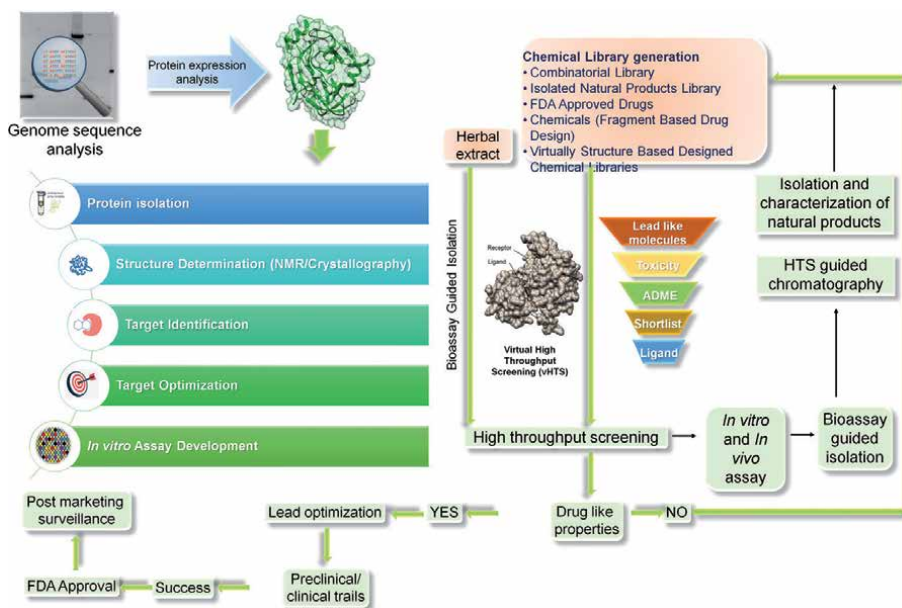 Genome sequence
analysis
Protein expression
analysis
Chemical Library generation
• Combinatorial Library
• Isolated Natural Products Library
• FDA Approved Drugs
• Chemicals (Fragment Based Drug
Design)
• Virtually Structure Based Designed
Chemical Libraries
Herbal
extract
Protein isolation
Structure Determination (NMR/Crystallography)
Target Identification
Target Optimization
In vitro Assay Development
Bioassay Guided Isolation
Receptor
Ligand
Virtual High
Throughput
Screening (vHTS)
Lead like
molecules
Toxicity
ADME
Shortlist
Ligand
Isolation and
characterization of
natural products
HTS guided
chromatography
High throughput screening
In vitro
and In
vivo
assay
Bioassay
guided
isolation
Drug like
properties
NO
YES
Lead optimization
Preclinical/
clinical trails
Success
FDA Approval
Post marketing
surveillance